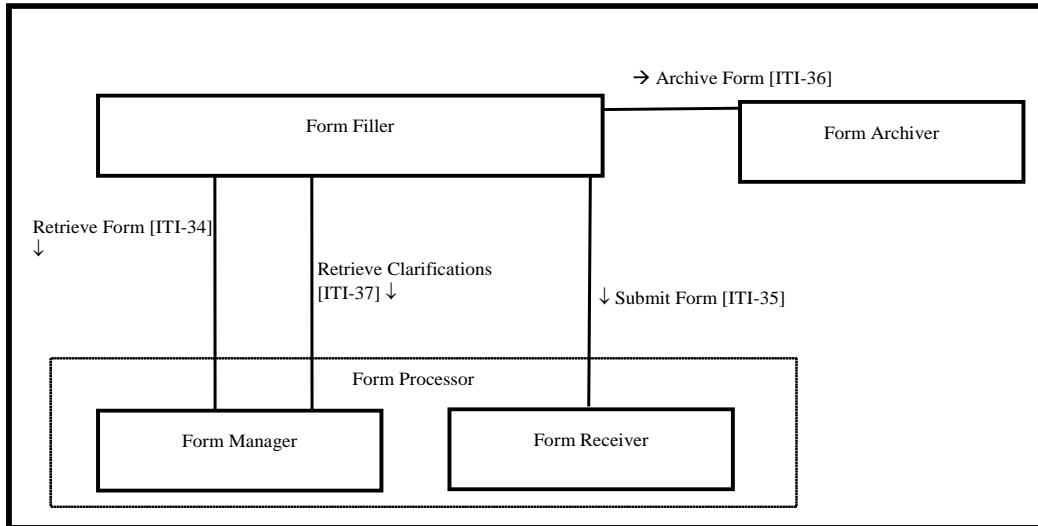 → Archive Form [ITI-36]
Form Filler
Form Archiver
Retrieve Form [ITI-34]
↓
Retrieve Clarifications
[ITI-37] ↓
↓ Submit Form [ITI-35]
Form Processor
Form Manager
Form Receiver